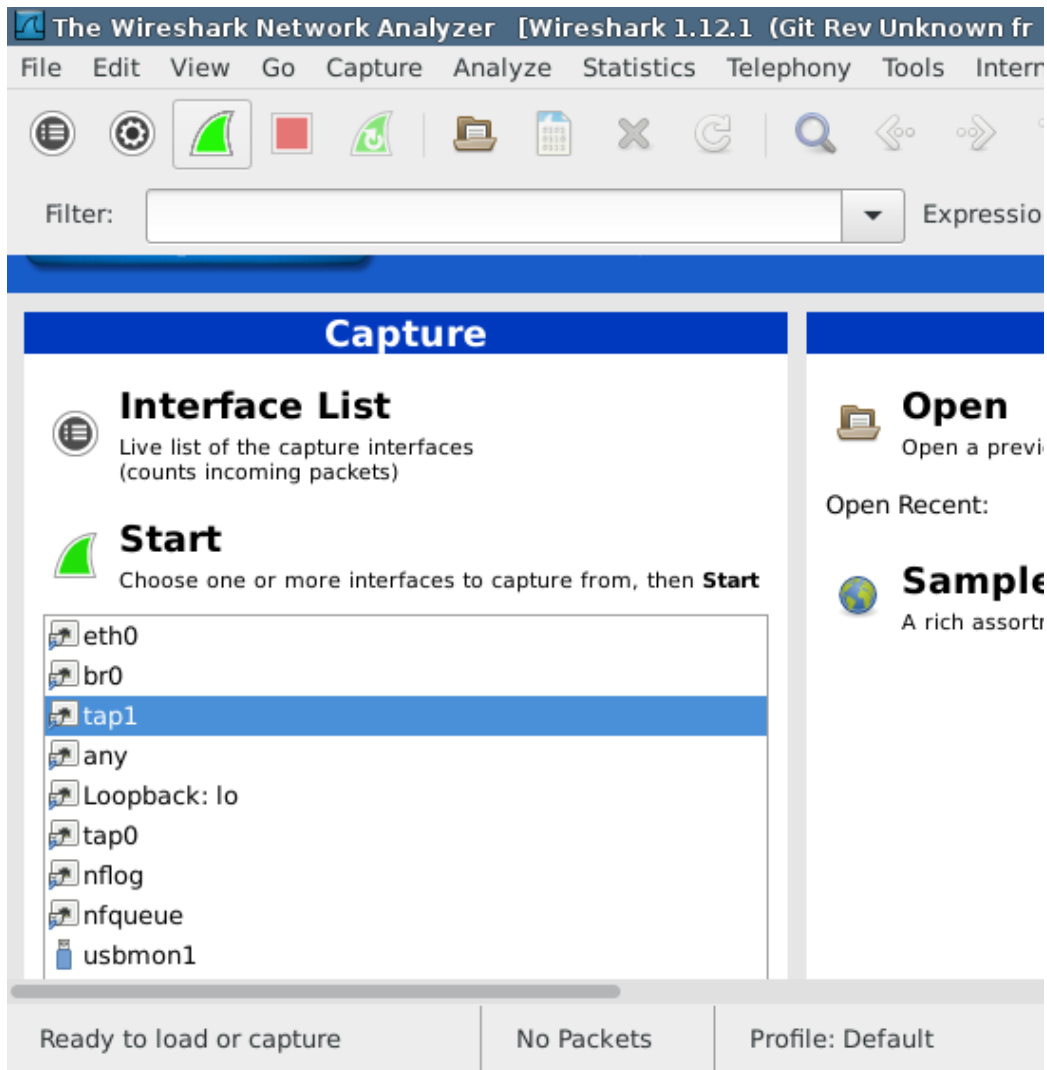 The Wireshark Network Analyzer [Wireshark 1.12.1 (Git Rev Unknown fr
File Edit View Go Capture Analyze Statistics Telephony Tools Intern
Filter: Expressio
Capture
Interface List
Live list of the capture interfaces
(counts incoming packets)
Start
Choose one or more interfaces to capture from, then Start
eth0
br0
tap1
any
Loopback: lo
tap0
nflog
nfqueue
usbmon1
Open
Open a previ
Open Recent:
Sample
A rich assort
Ready to load or capture No Packets Profile: Default